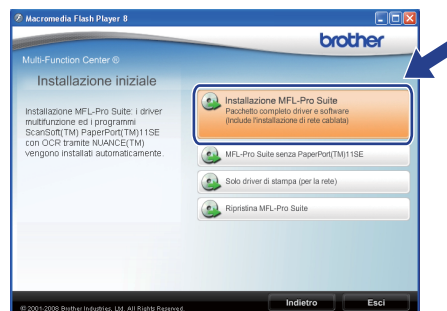 Macromedia Flash Player 8
brother
Multi-Function Center ®
Installazione iniziale
Installazione MFL-Pro Suite: i driver
multifunzione ed i programmi
ScanSoft(TM) PaperPort(TM)11SE
con OCR tramite NUANCE(TM)
vengono installati automaticamente.
Installazione MFL-Pro Suite
Pacchetto completo driver e software
(Include l'installazione di rete cablata)
MFL-Pro Suite senza PaperPort(TM)11SE
Solo driver di stampa (per la rete)
Ripristina MFL-Pro Suite
© 2001-2008 Brother Industries, Ltd. All Rights Reserved.
Indietro
Esci